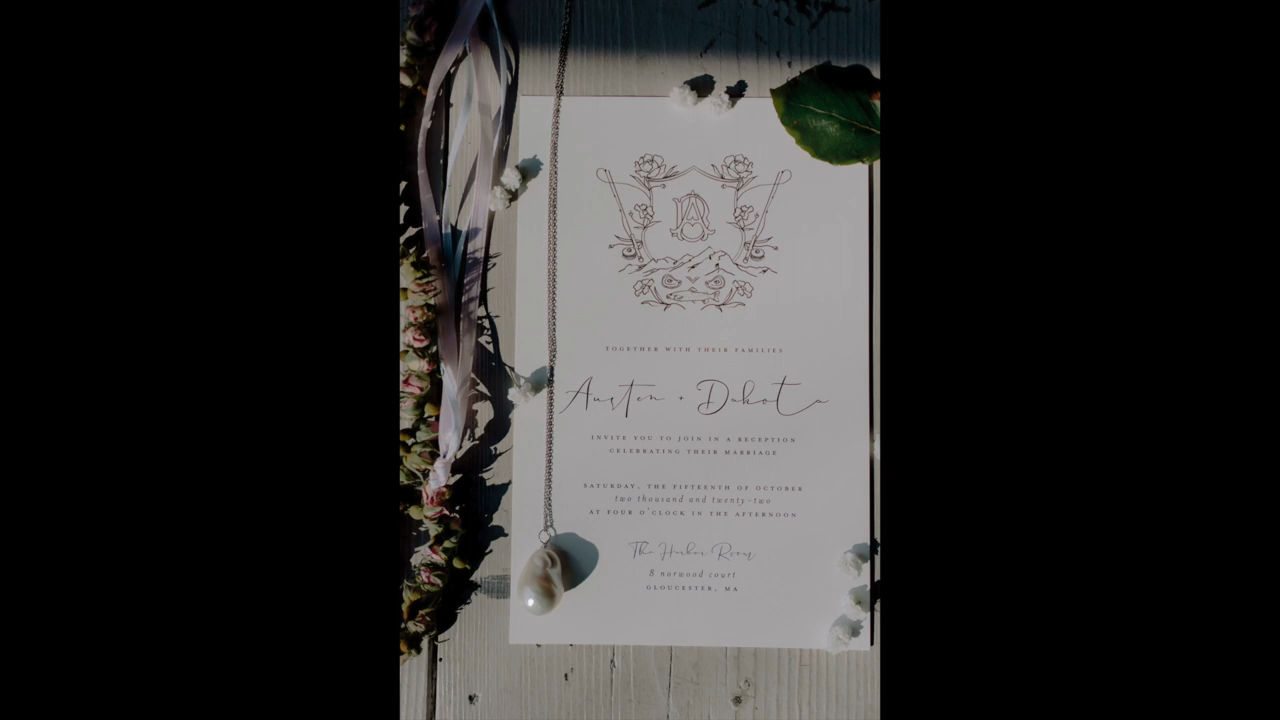 DA
TOGETHER WITH THEIR FAMILIES
Austen + Dakota
INVITE YOU TO JOIN IN A RECEPTION
CELEBRATING THEIR MARRIAGE
SATURDAY, THE FIFTEENTH OF OCTOBER
two thousand and twenty-two
AT FOUR O'CLOCK IN THE AFTERNOON
The Harbor Room
8 norwood court
GLOUCESTER, MA